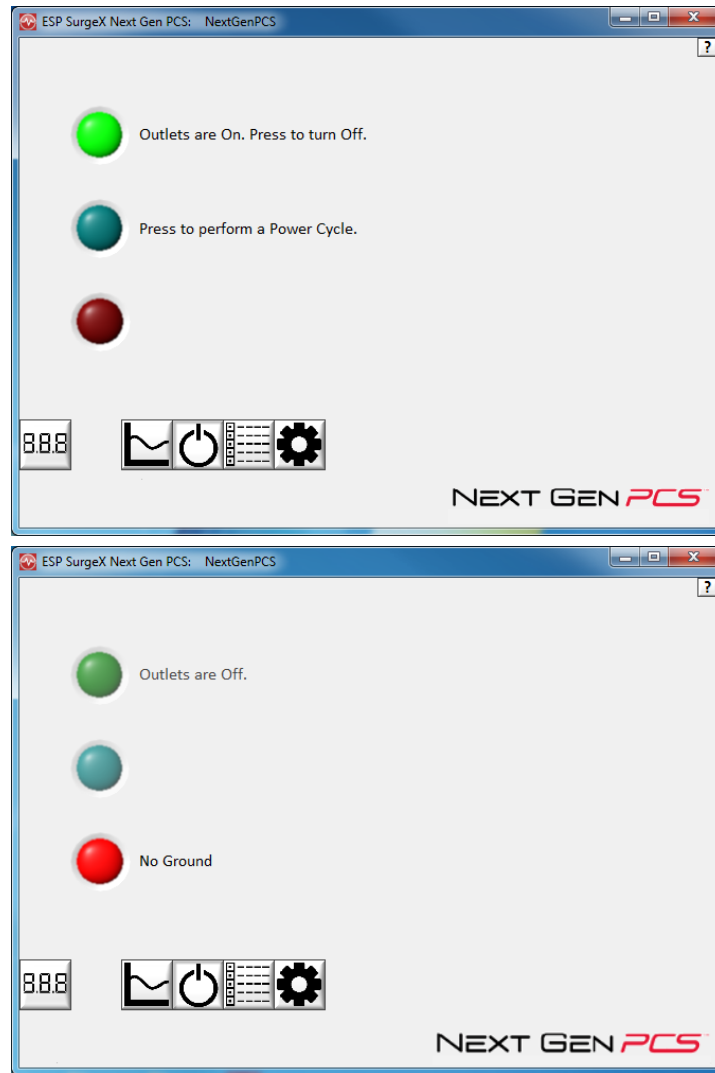 ESP SurgeX Next Gen PCS: NextGenPCS
?
Outlets are On. Press to turn Off.
Press to perform a Power Cycle.
8.8.8
NEXT GEN PCS
ESP SurgeX Next Gen PCS: NextGenPCS
?
Outlets are Off.
No Ground
8.8.8
NEXT GEN PCS